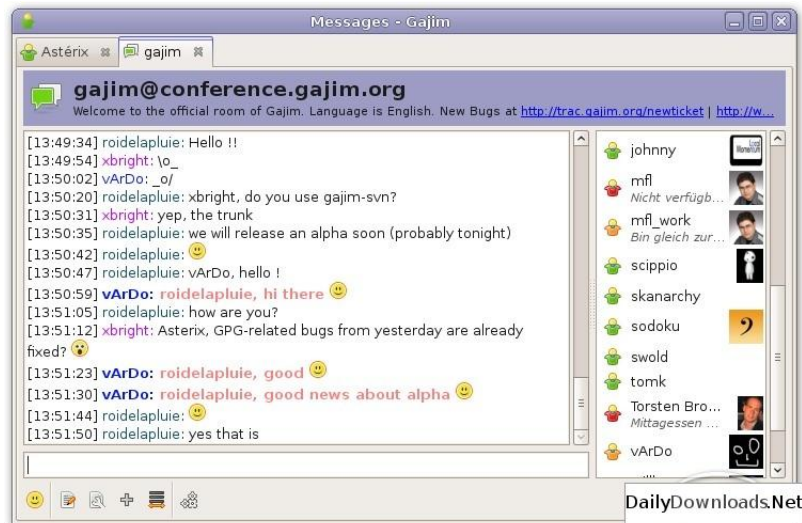 Messages - Gajim
Astérix
gajim
gajim@conference.gajim.org
Welcome to the official room of Gajim. Language is English. New Bugs at http://trac.gajim.org/newticket | http://w...
[13:49:34] roidelapluie: Hello !!
[13:49:54] xbright: \o_
[13:50:02] vArDo: _o/
[13:50:20] roidelapluie: xbright, do you use gajim-svn?
[13:50:31] xbright: yep, the trunk
[13:50:35] roidelapluie: we will release an alpha soon (probably tonight)
[13:50:42] roidelapluie:
[13:50:47] roidelapluie: vArDo, hello !
[13:50:59] vArDo: roidelapluie, hi there
[13:51:05] roidelapluie: how are you?
[13:51:12] xbright: Asterix, GPG-related bugs from yesterday are already
fixed?
[13:51:23] vArDo: roidelapluie, good
[13:51:30] vArDo: roidelapluie, good news about alpha
[13:51:44] roidelapluie:
[13:51:50] roidelapluie: yes that is
johnny
mfl
Nicht verfügb...
mfl_work
Bin gleich zur...
scippio
skanarchy
sodoku
swold
tomk
Torsten Bro...
Mittagessen ...
vArDo
DailyDownloads.Net